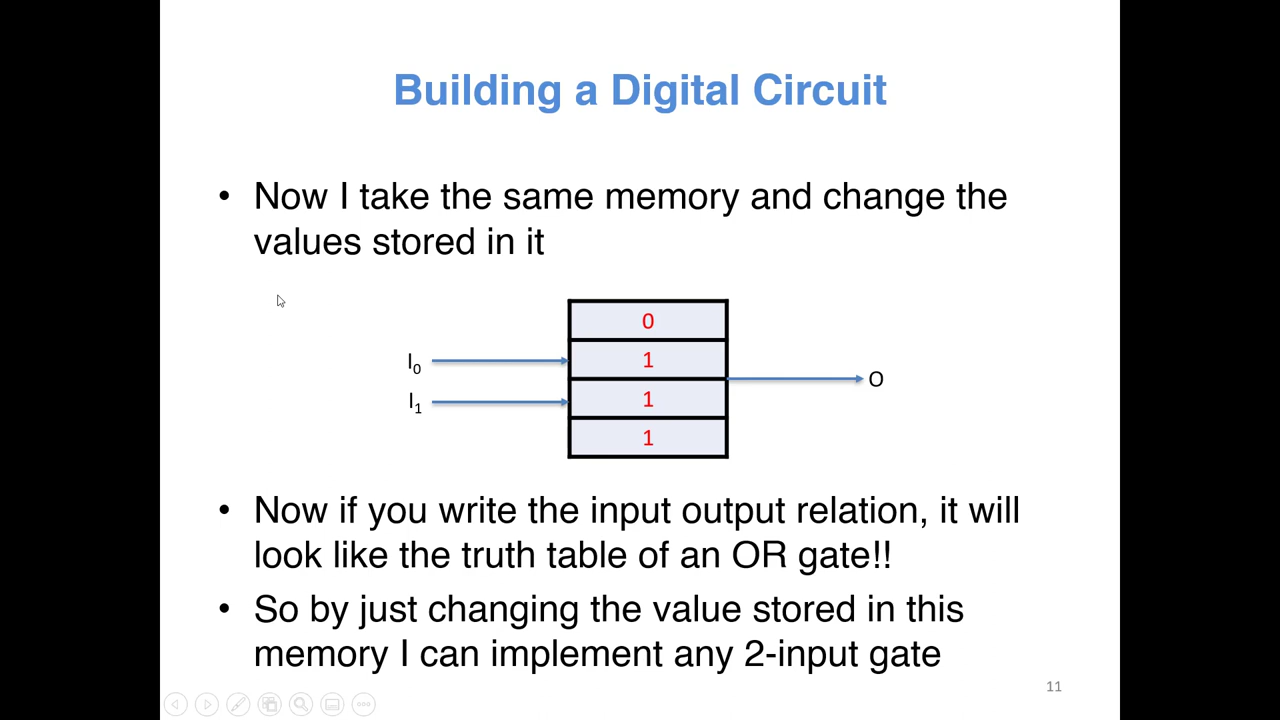 Building a Digital Circuit
• Now I take the same memory and change the
values stored in it
0
I0
1
I1
1
O
1
• Now if you write the input output relation, it will
look like the truth table of an OR gate!!
• So by just changing the value stored in this
memory I can implement any 2-input gate
11